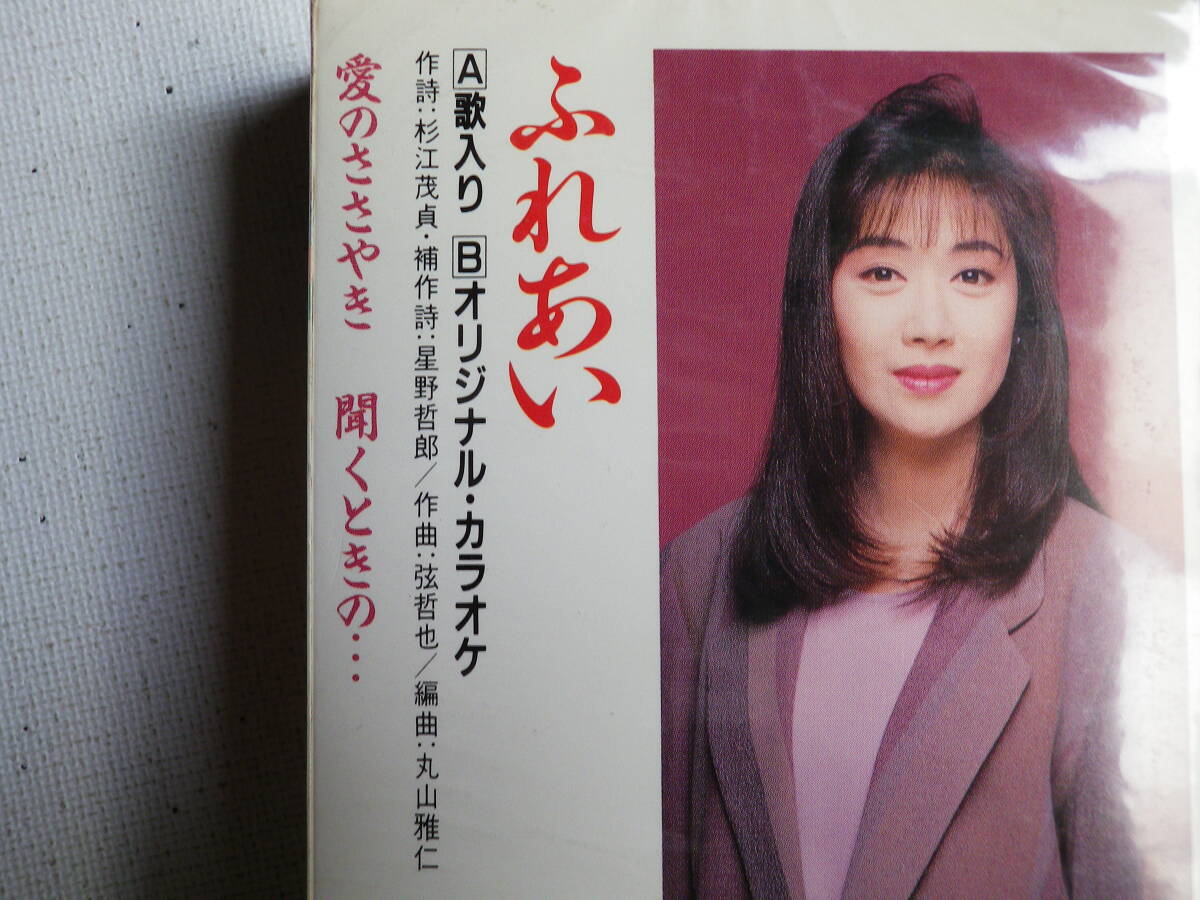 ふれあい
A歌入り Bオリジナル・カラオケ
作詩：杉江茂貞・補作詩：星野哲郎／作曲：弦哲也／編曲：丸山雅仁
愛のささやき 聞くときの・・・